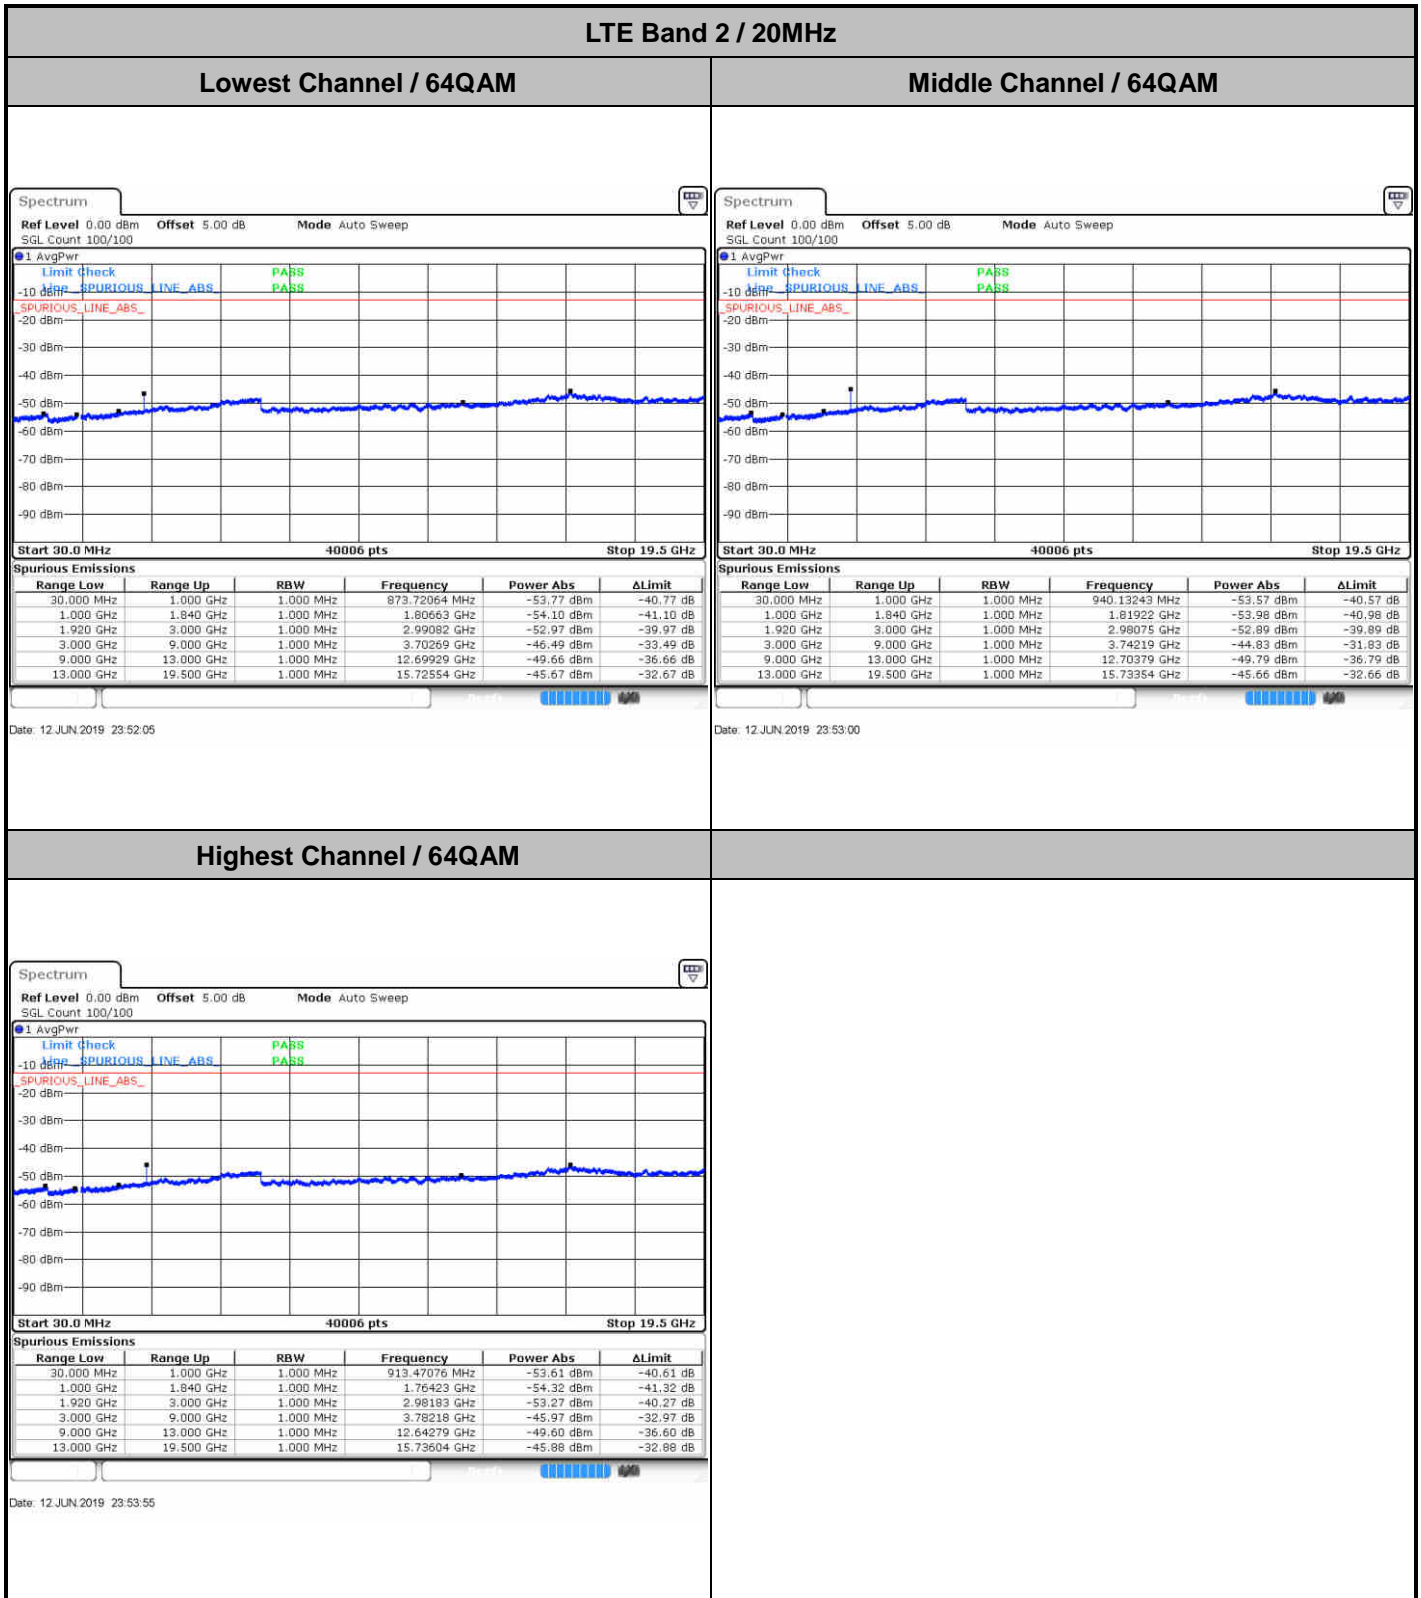 LTE Band 2 / 20MHz
Lowest Channel / 64QAM
Middle Channel / 64QAM
Spectrum
Ref Level 0.00 dBm Offset 5.00 dB Mode Auto Sweep
SGL Count 100/100
1 AvgPwr
Limit Check PASS
-10 dBm Line _SPURIOUS_LINE_ABS_ PASS
_SPURIOUS_LINE_ABS_
-20 dBm
-30 dBm
-40 dBm
-50 dBm
-60 dBm
-70 dBm
-80 dBm
-90 dBm
Start 30.0 MHz 40006 pts Stop 19.5 GHz
Spurious Emissions
Range Low Range Up RBW Frequency Power Abs ΔLimit
30.000 MHz 1.000 GHz 1.000 MHz 873.72064 MHz -53.77 dBm -40.77 dB
1.000 GHz 1.840 GHz 1.000 MHz 1.80663 GHz -54.10 dBm -41.10 dB
1.920 GHz 3.000 GHz 1.000 MHz 2.99082 GHz -52.97 dBm -39.97 dB
3.000 GHz 9.000 GHz 1.000 MHz 3.70269 GHz -46.49 dBm -33.49 dB
9.000 GHz 13.000 GHz 1.000 MHz 12.69929 GHz -49.66 dBm -36.66 dB
13.000 GHz 19.500 GHz 1.000 MHz 15.72554 GHz -45.67 dBm -32.67 dB
Date: 12.JUN.2019 23:52:05
Spectrum
Ref Level 0.00 dBm Offset 5.00 dB Mode Auto Sweep
SGL Count 100/100
1 AvgPwr
Limit Check PASS
-10 dBm Line _SPURIOUS_LINE_ABS_ PASS
_SPURIOUS_LINE_ABS_
-20 dBm
-30 dBm
-40 dBm
-50 dBm
-60 dBm
-70 dBm
-80 dBm
-90 dBm
Start 30.0 MHz 40006 pts Stop 19.5 GHz
Spurious Emissions
Range Low Range Up RBW Frequency Power Abs ΔLimit
30.000 MHz 1.000 GHz 1.000 MHz 940.13243 MHz -53.57 dBm -40.57 dB
1.000 GHz 1.840 GHz 1.000 MHz 1.81922 GHz -53.98 dBm -40.98 dB
1.920 GHz 3.000 GHz 1.000 MHz 2.98075 GHz -52.89 dBm -39.89 dB
3.000 GHz 9.000 GHz 1.000 MHz 3.74219 GHz -44.83 dBm -31.83 dB
9.000 GHz 13.000 GHz 1.000 MHz 12.70379 GHz -49.79 dBm -36.79 dB
13.000 GHz 19.500 GHz 1.000 MHz 15.73354 GHz -45.66 dBm -32.66 dB
Date: 12.JUN.2019 23:53:00
Highest Channel / 64QAM
Spectrum
Ref Level 0.00 dBm Offset 5.00 dB Mode Auto Sweep
SGL Count 100/100
1 AvgPwr
Limit Check PASS
-10 dBm Line _SPURIOUS_LINE_ABS_ PASS
_SPURIOUS_LINE_ABS_
-20 dBm
-30 dBm
-40 dBm
-50 dBm
-60 dBm
-70 dBm
-80 dBm
-90 dBm
Start 30.0 MHz 40006 pts Stop 19.5 GHz
Spurious Emissions
Range Low Range Up RBW Frequency Power Abs ΔLimit
30.000 MHz 1.000 GHz 1.000 MHz 913.47076 MHz -53.61 dBm -40.61 dB
1.000 GHz 1.840 GHz 1.000 MHz 1.76423 GHz -54.32 dBm -41.32 dB
1.920 GHz 3.000 GHz 1.000 MHz 2.98183 GHz -53.27 dBm -40.27 dB
3.000 GHz 9.000 GHz 1.000 MHz 3.78218 GHz -45.97 dBm -32.97 dB
9.000 GHz 13.000 GHz 1.000 MHz 12.64279 GHz -49.60 dBm -36.60 dB
13.000 GHz 19.500 GHz 1.000 MHz 15.73604 GHz -45.88 dBm -32.88 dB
Date: 12.JUN.2019 23:53:55